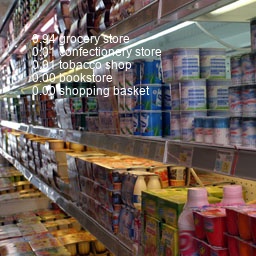 0.94 grocery store
0.01 confectionery store
0.01 tobacco shop
0.00 bookstore
0.00 shopping basket